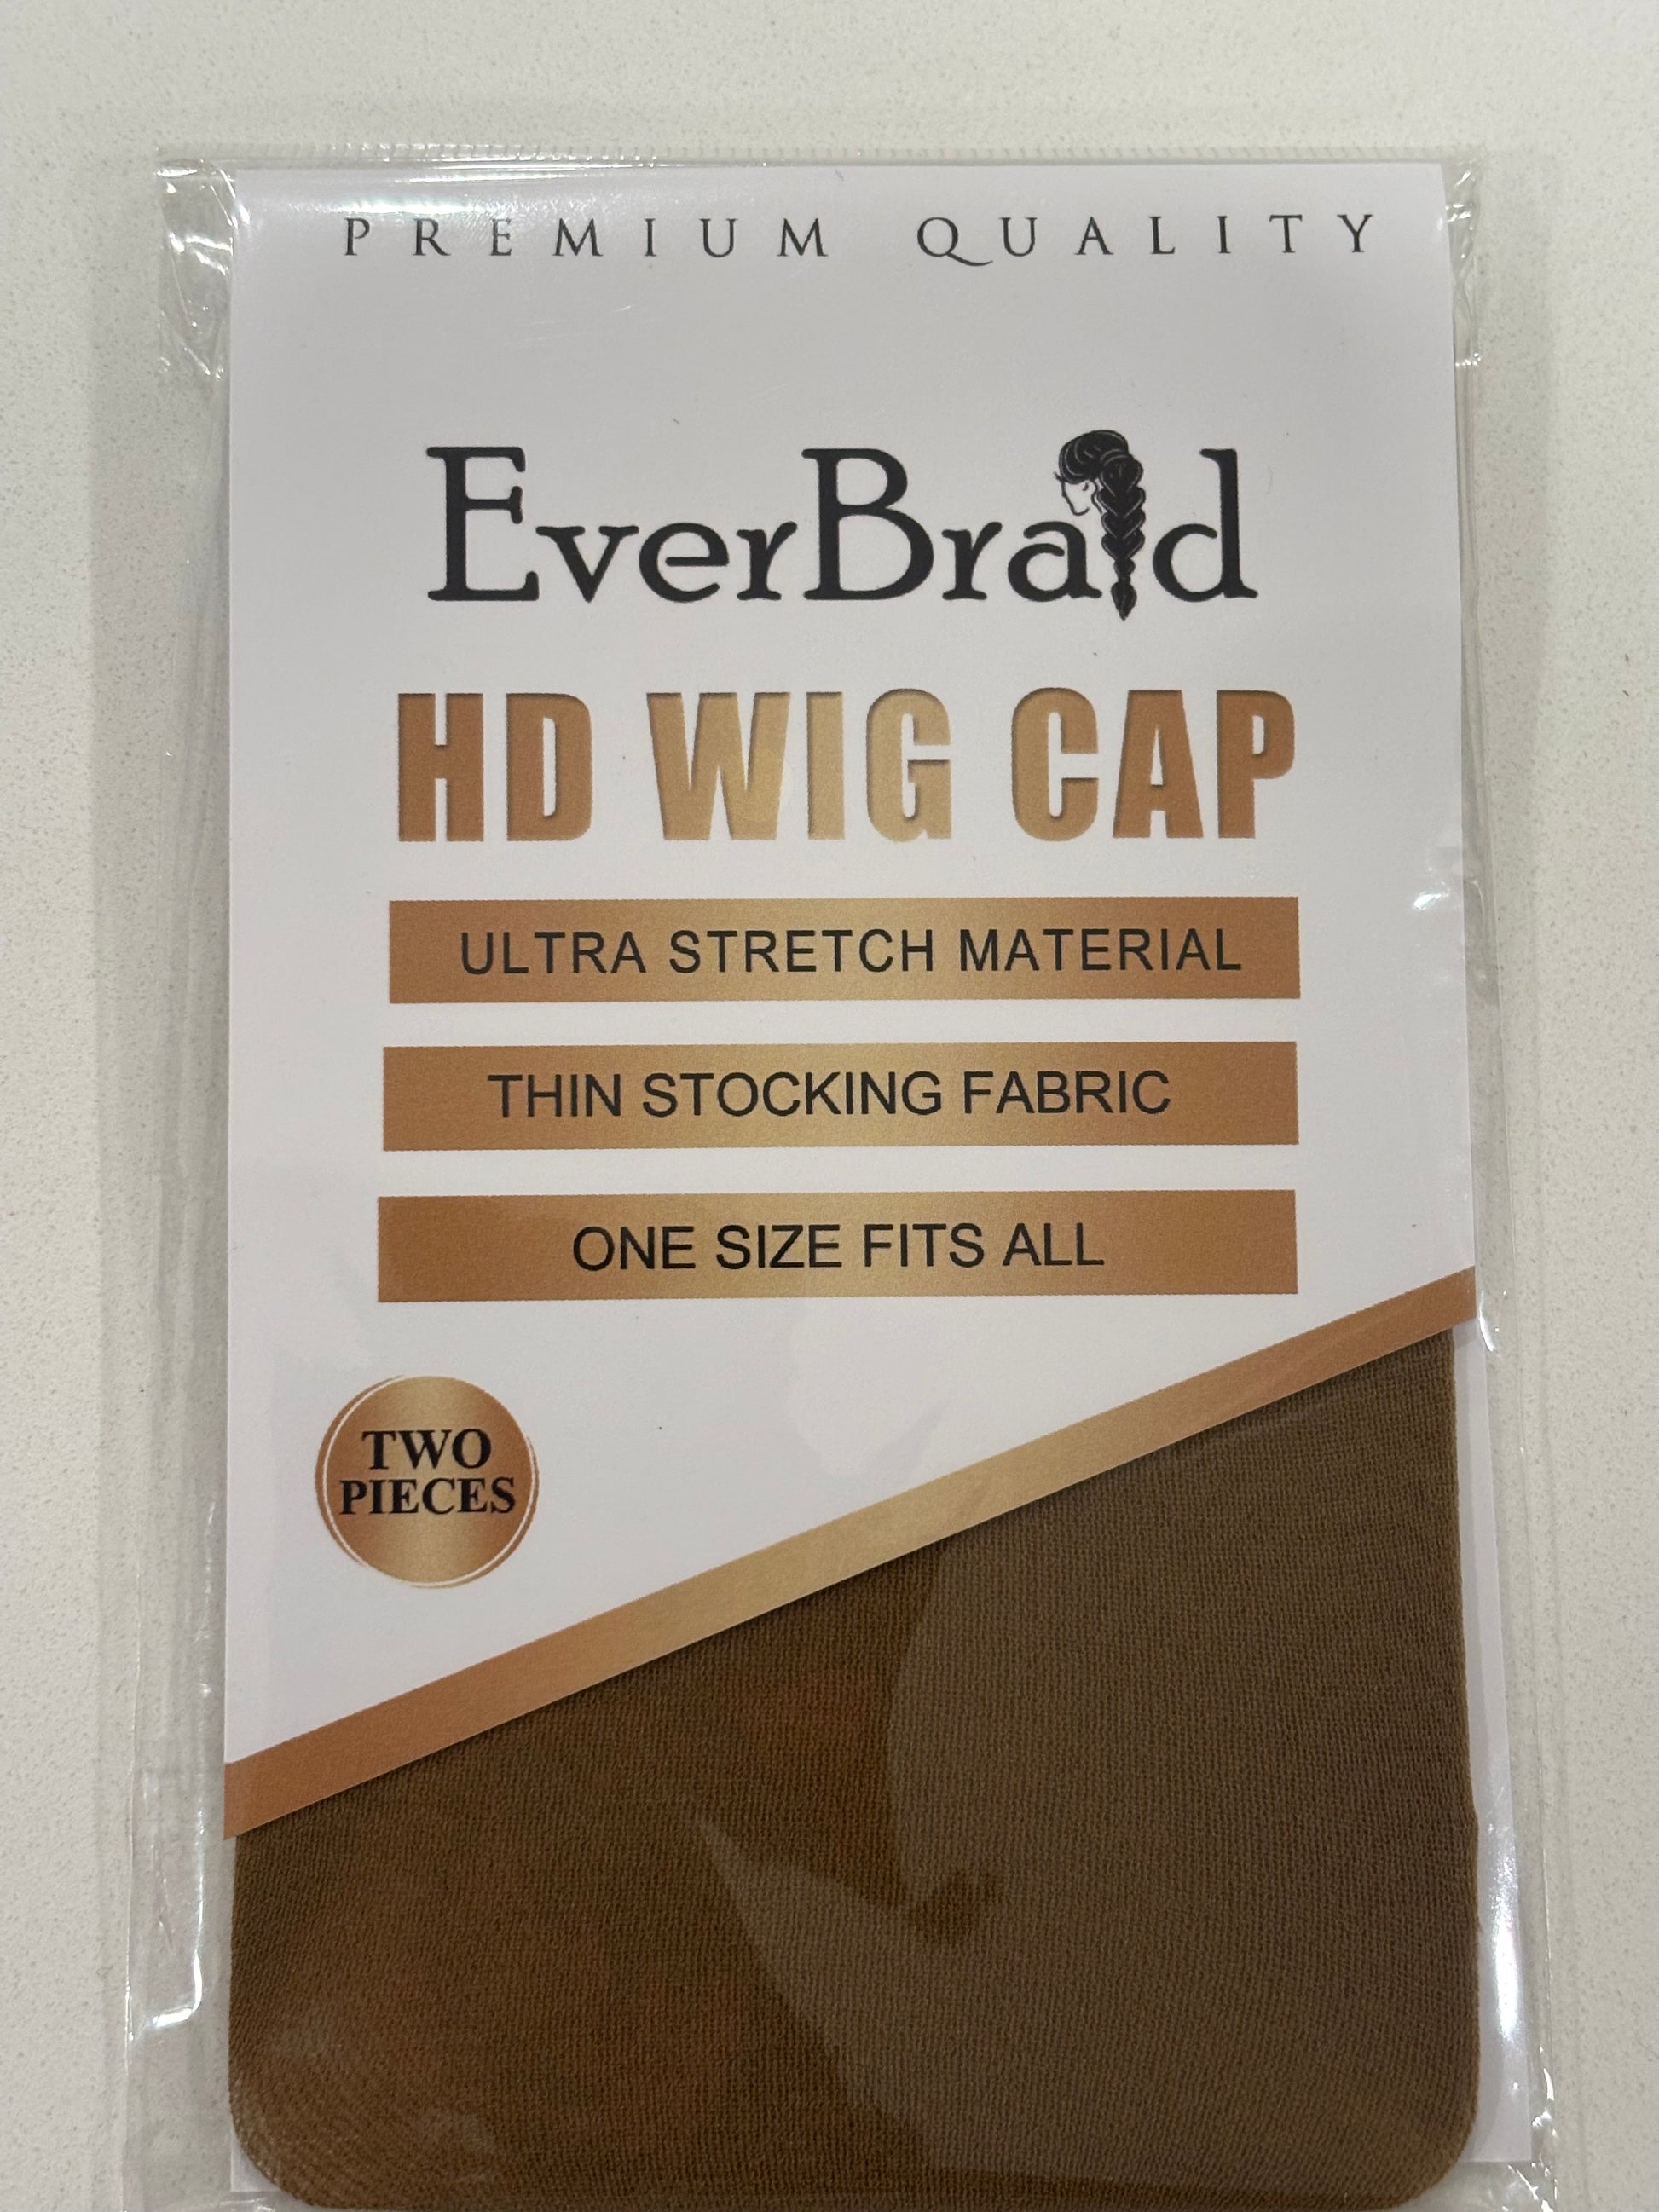 PREMIUM QUALITY
EverBraid
HD WIG CAP
ULTRA STRETCH MATERIAL
THIN STOCKING FABRIC
ONE SIZE FITS ALL
TWO
PIECES